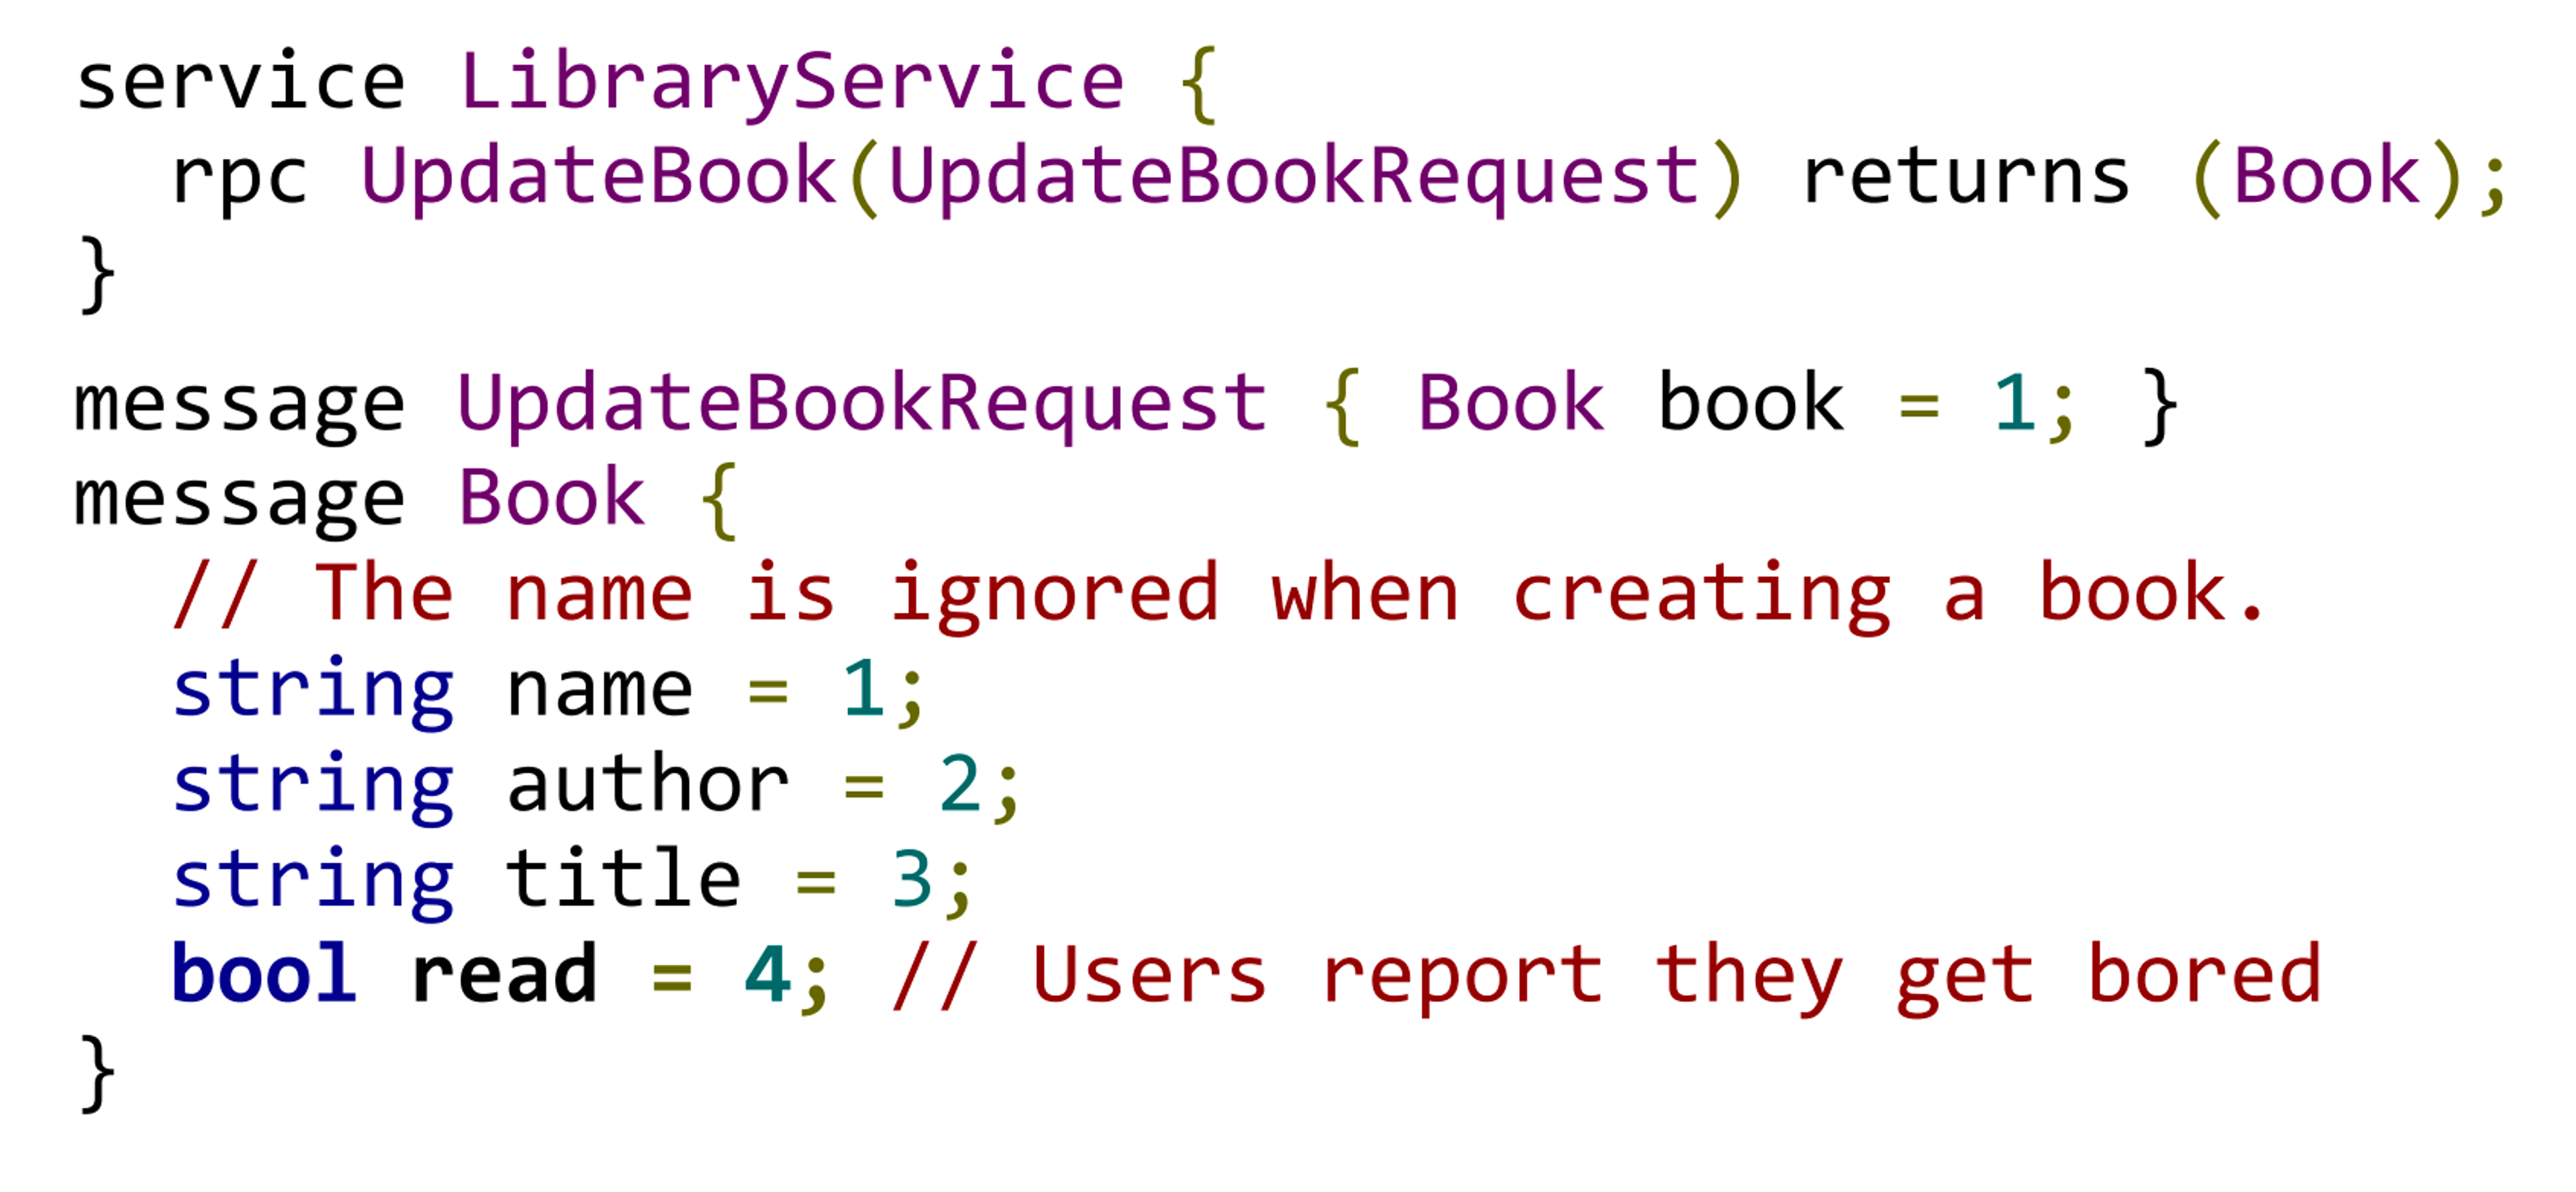 service LibraryService {
  rpc UpdateBook(UpdateBookRequest) returns (Book);
}
message UpdateBookRequest { Book book = 1; }
message Book {
  // The name is ignored when creating a book.
  string name = 1;
  string author = 2;
  string title = 3;
  bool read = 4; // Users report they get bored
}